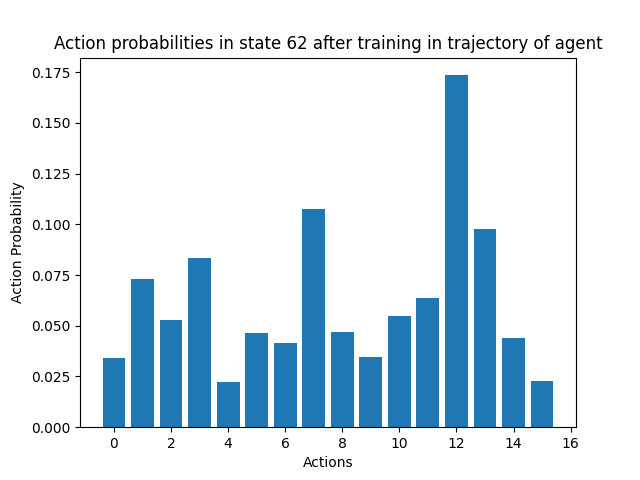 Action probabilities in state 62 after training in trajectory of agent
0.175
0.150
0.125
0.100
0.075
0.050
0.025
0.000
Action Probability
0 2 4 6 8 10 12 14 16
Actions